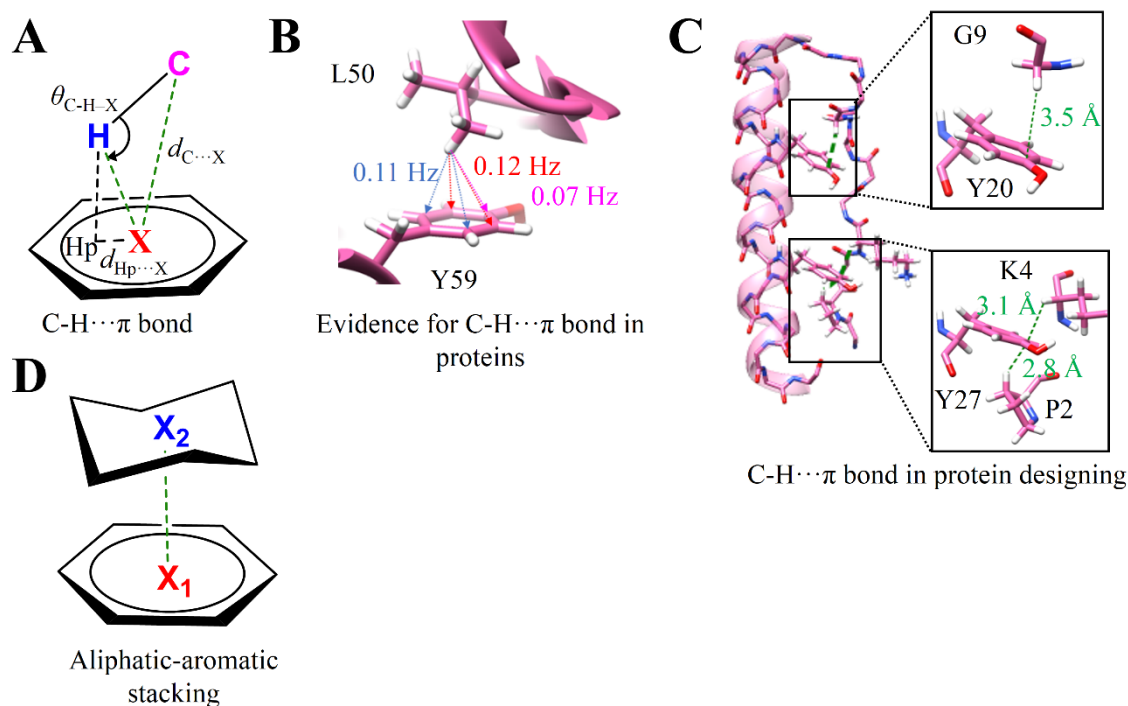 A
C
θC-H–X
H
dC···X
Hp
X
dHp···X
C-H···π bond
B
L50
0.11 Hz
0.12 Hz
0.07 Hz
Y59
Evidence for C-H···π bond in
proteins
C
G9
3.5 Å
Y20
K4
3.1 Å
2.8 Å
Y27
P2
C-H···π bond in protein designing
D
X2
X1
Aliphatic-aromatic
stacking